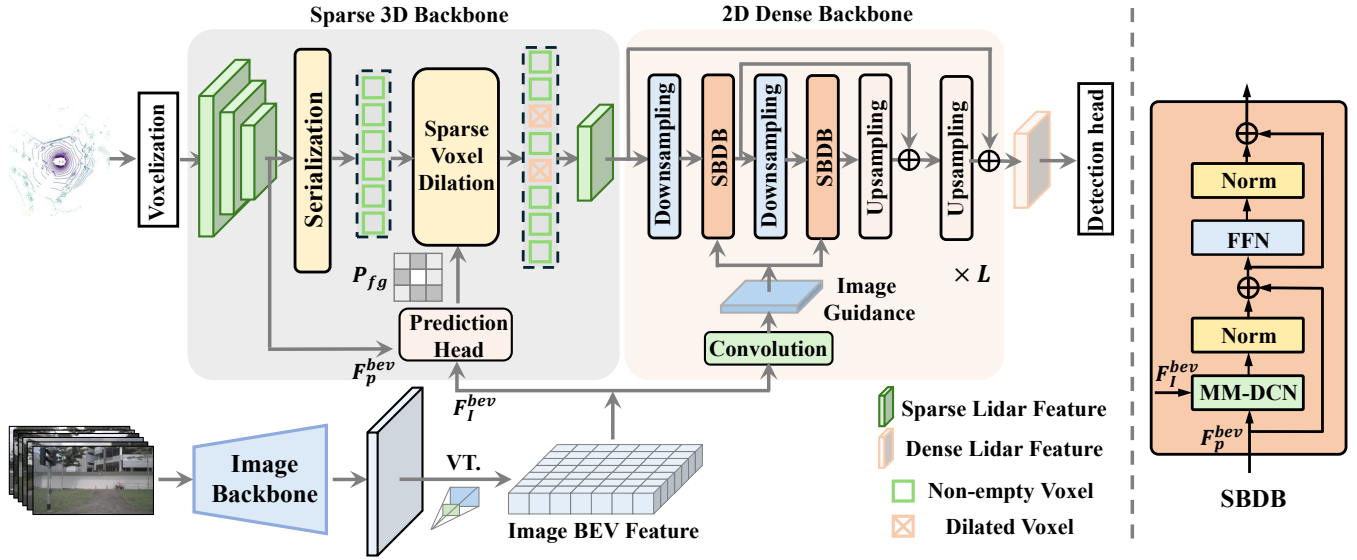 Sparse 3D Backbone
2D Dense Backbone
Voxelization
Serialization
Sparse
Voxel
Dilation
Downsampling
SBDB
Downsampling
SBDB
Upsampling
Upsampling
Detection head
× L
P_{fg}
Prediction
Head
F_p^{bev}
F_I^{bev}
Image
Guidance
Convolution
Image
Backbone
VT.
Image BEV Feature
Sparse Lidar Feature
Dense Lidar Feature
Non-empty Voxel
Dilated Voxel
Norm
FFN
Norm
F_I^{bev}
MM-DCN
F_p^{bev}
SBDB